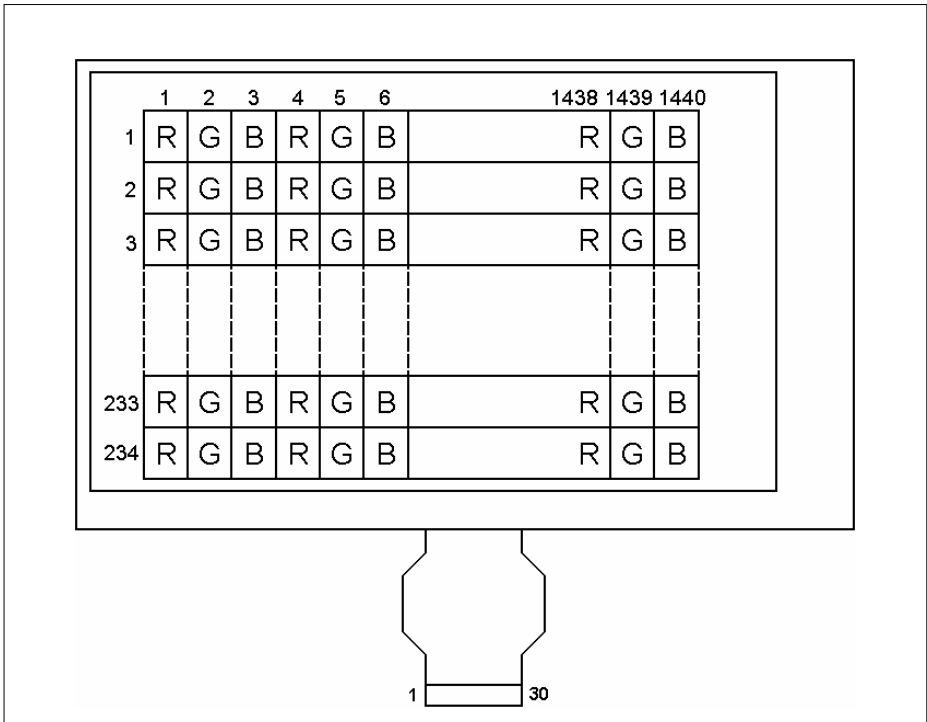 1 2 3 4 5 6 1438 1439 1440
1 R G B R G B R G B
2 R G B R G B R G B
3 R G B R G B R G B
233 R G B R G B R G B
234 R G B R G B R G B
1 30